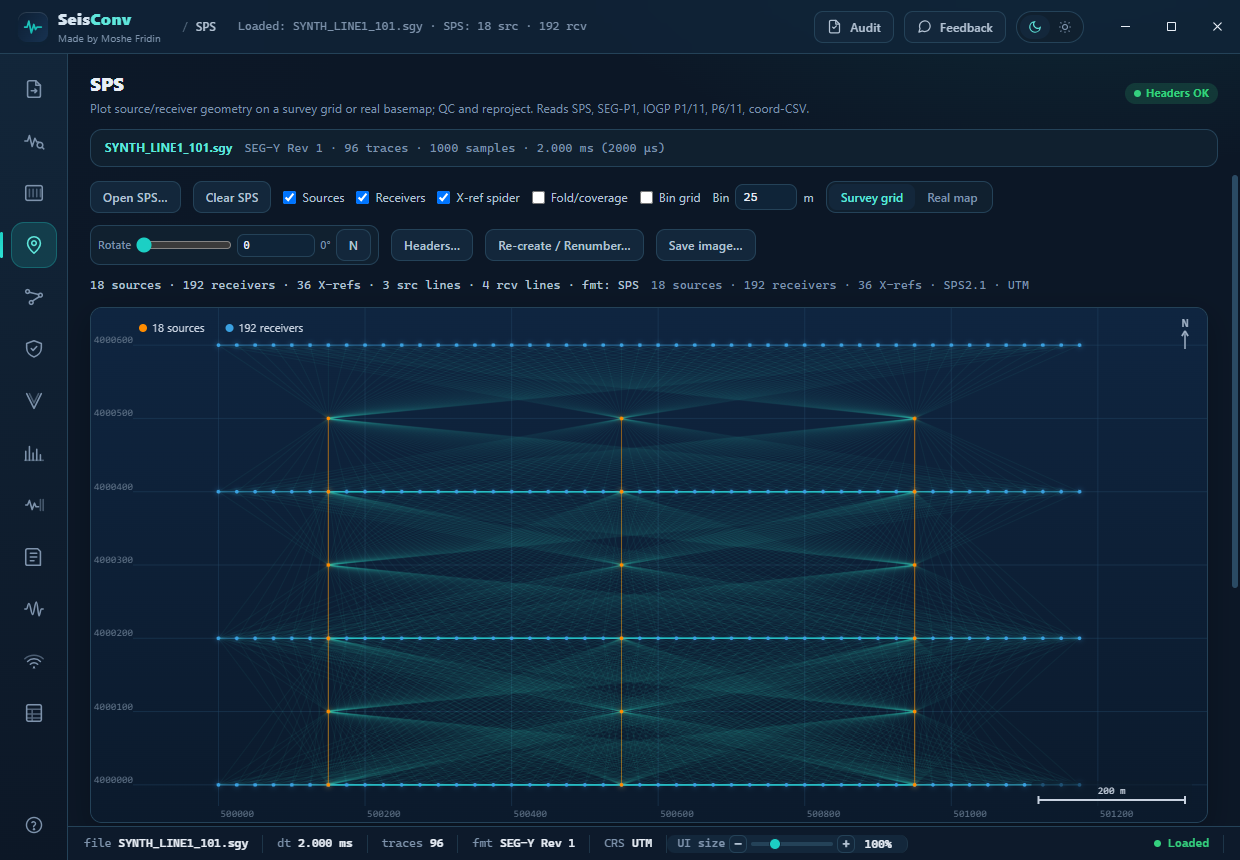 SeisConv
Made by Moshe Fridin
/ SPS
Loaded: SYNTH_LINE1_101.sgy · SPS: 18 src · 192 rcv
Audit
Feedback
SPS
Plot source/receiver geometry on a survey grid or real basemap; QC and reproject. Reads SPS, SEG-P1, IOGP P1/11, P6/11, coord-CSV.
Headers OK
SYNTH_LINE1_101.sgy SEG-Y Rev 1 · 96 traces · 1000 samples · 2.000 ms (2000 µs)
Open SPS... Clear SPS Sources Receivers X-ref spider Fold/coverage Bin grid Bin 25 m Survey grid Real map
Rotate 0 0° N Headers... Re-create / Renumber... Save image...
18 sources · 192 receivers · 36 X-refs · 3 src lines · 4 rcv lines · fmt: SPS 18 sources · 192 receivers · 36 X-refs · SPS2.1 · UTM
18 sources 192 receivers
N
4000600
4000500
4000400
4000300
4000200
4000100
4000000
200 m
500000 500200 500400 500600 500800 501000 501200
file SYNTH_LINE1_101.sgy dt 2.000 ms traces 96 fmt SEG-Y Rev 1 CRS UTM UI size − + 100% Loaded